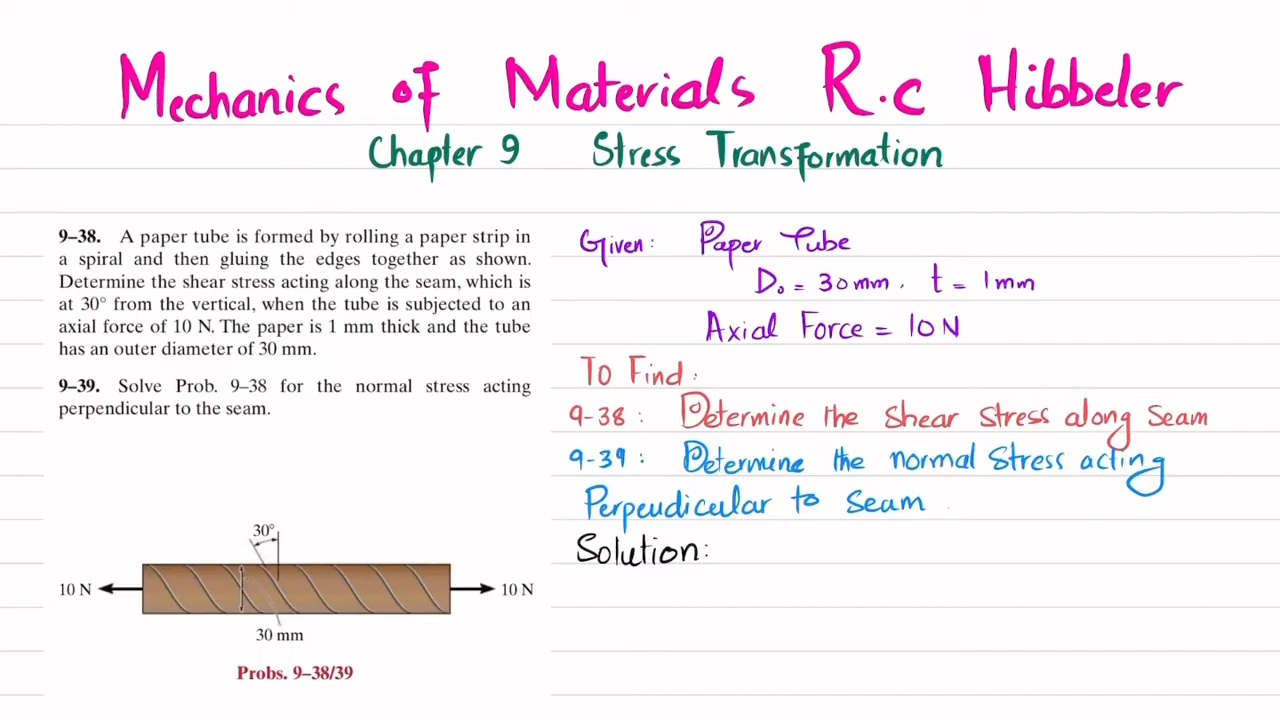 Mechanics of Materials R.c Hibbeler
Chapter 9 Stress Transformation
9–38. A paper tube is formed by rolling a paper strip in
a spiral and then gluing the edges together as shown.
Determine the shear stress acting along the seam, which is
at 30° from the vertical, when the tube is subjected to an
axial force of 10 N. The paper is 1 mm thick and the tube
has an outer diameter of 30 mm.
9–39. Solve Prob. 9–38 for the normal stress acting
perpendicular to the seam.
30°
10 N
10 N
30 mm
Probs. 9–38/39
Given: Paper Tube
Do = 30mm, t = 1mm
Axial Force = 10N
To Find:
9-38: Determine the Shear Stress along Seam
9-39: Determine the normal Stress acting
Perpeudicular to Seam
Solution: